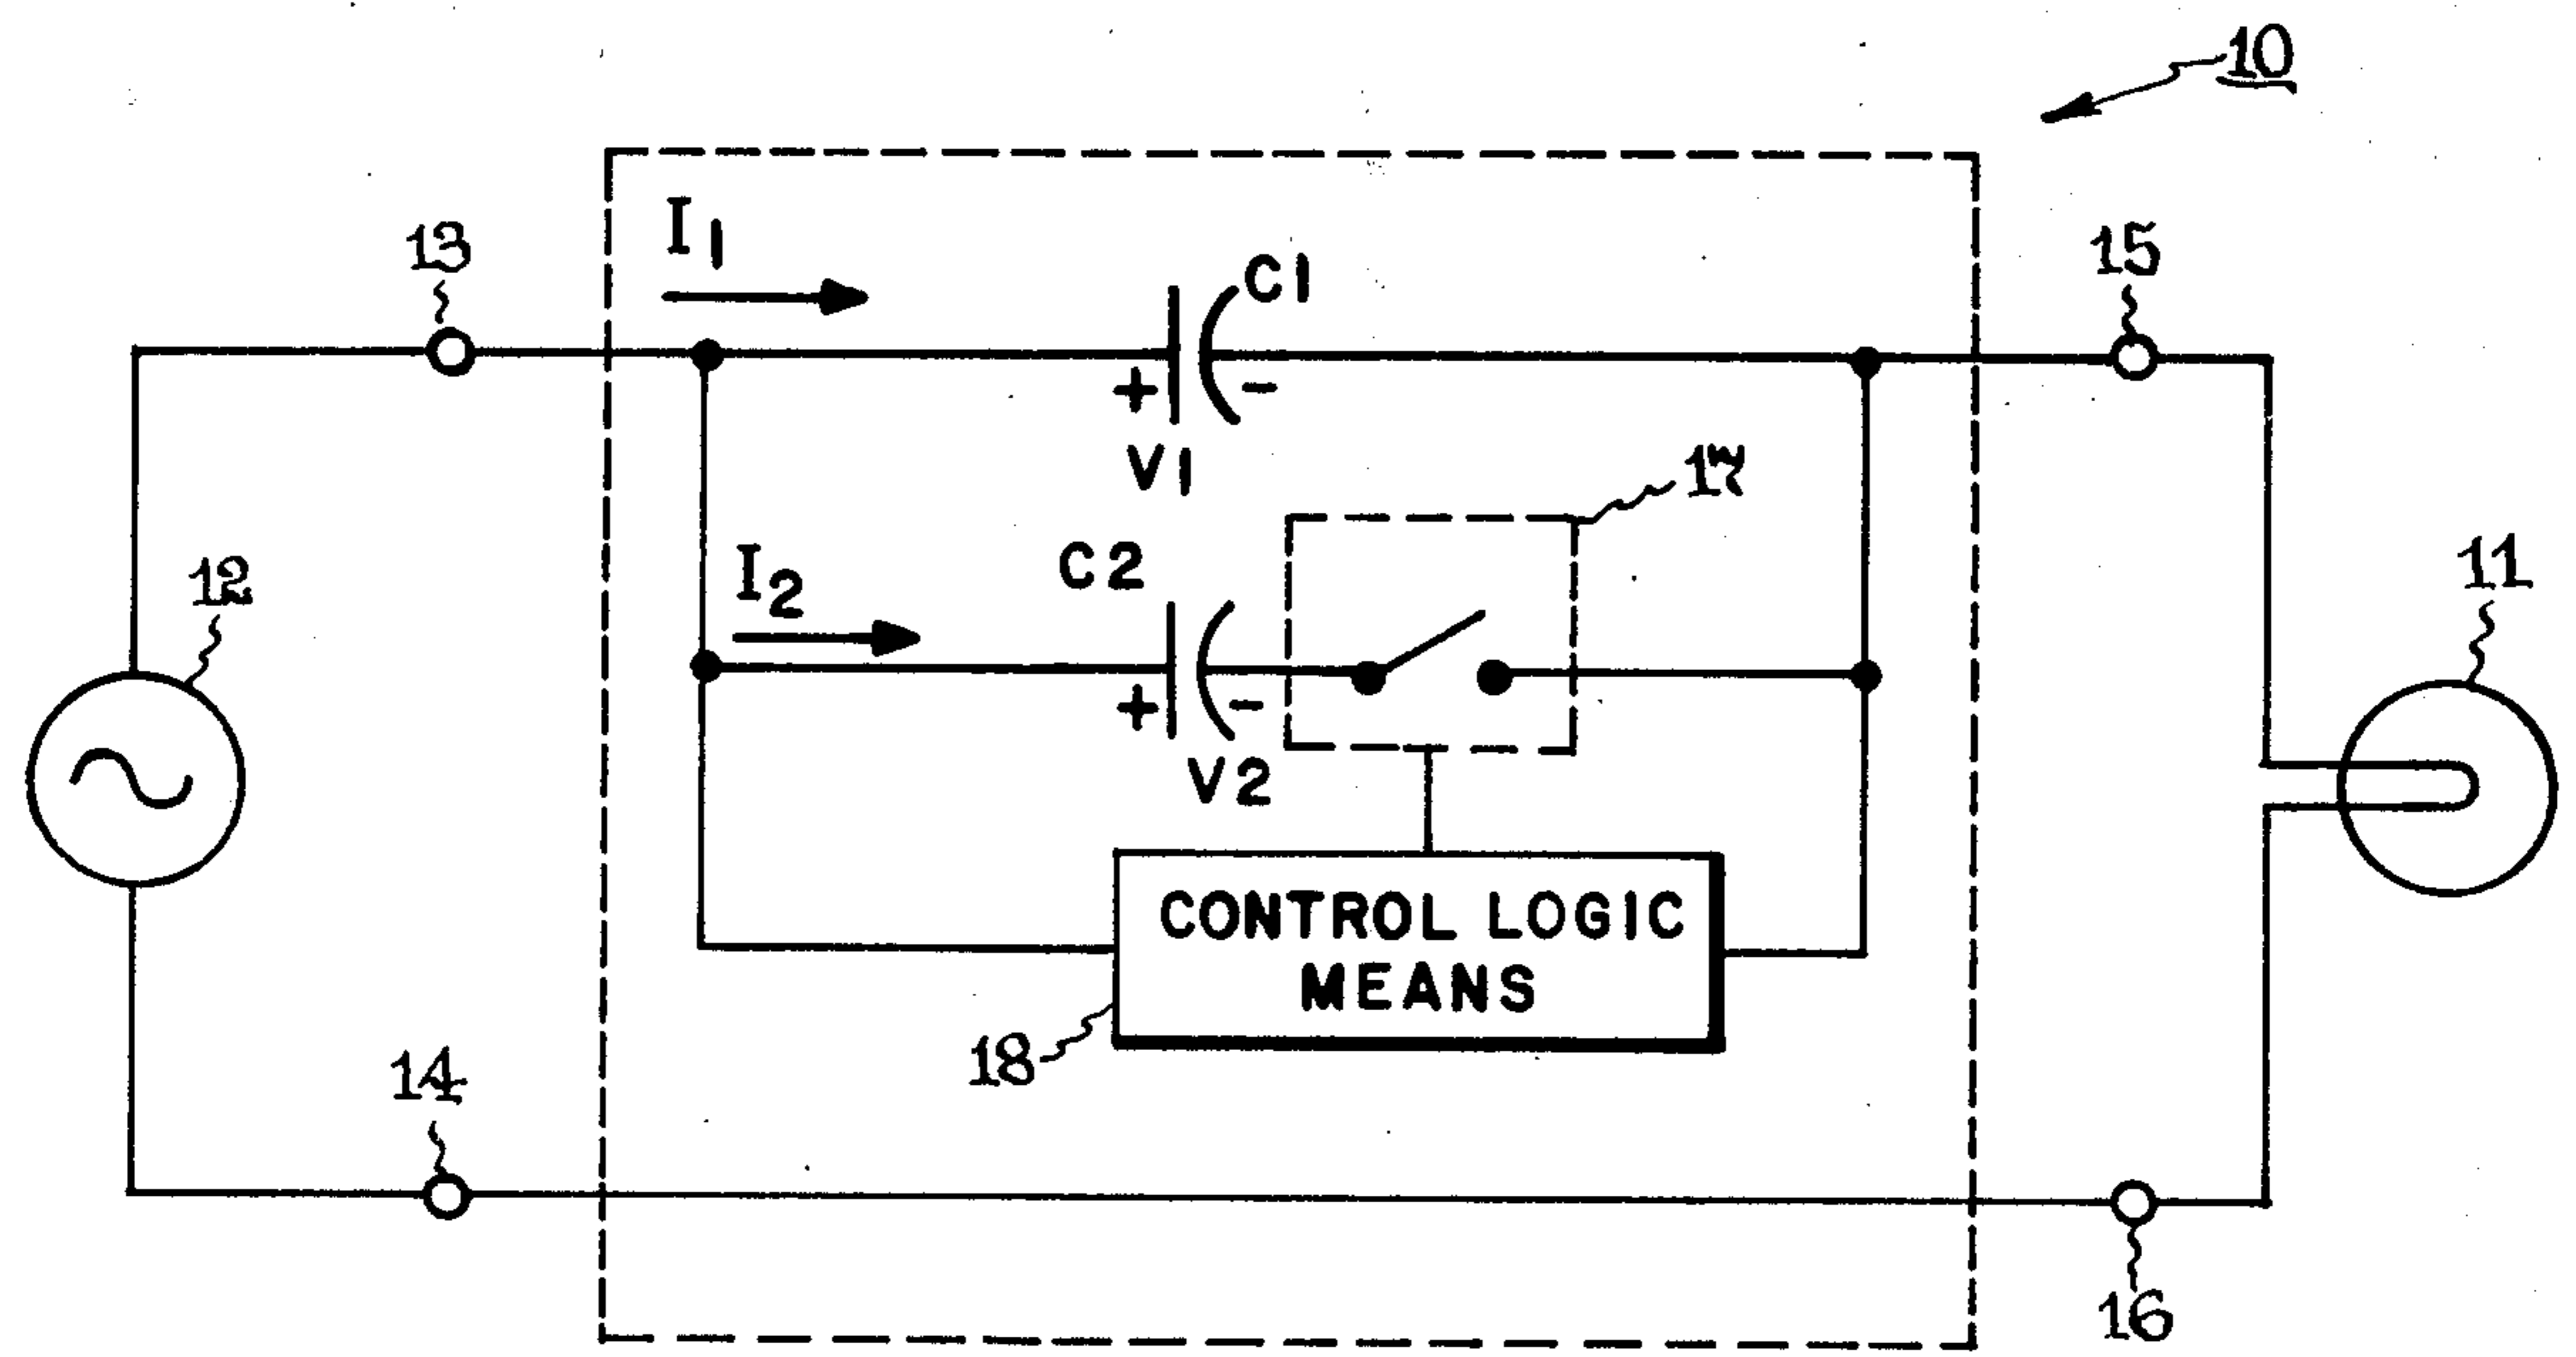 10
I1
13
C1
15
+ -
V1
17
I2
C2
12
11
+ -
V2
CONTROL LOGIC
MEANS
18
14
16